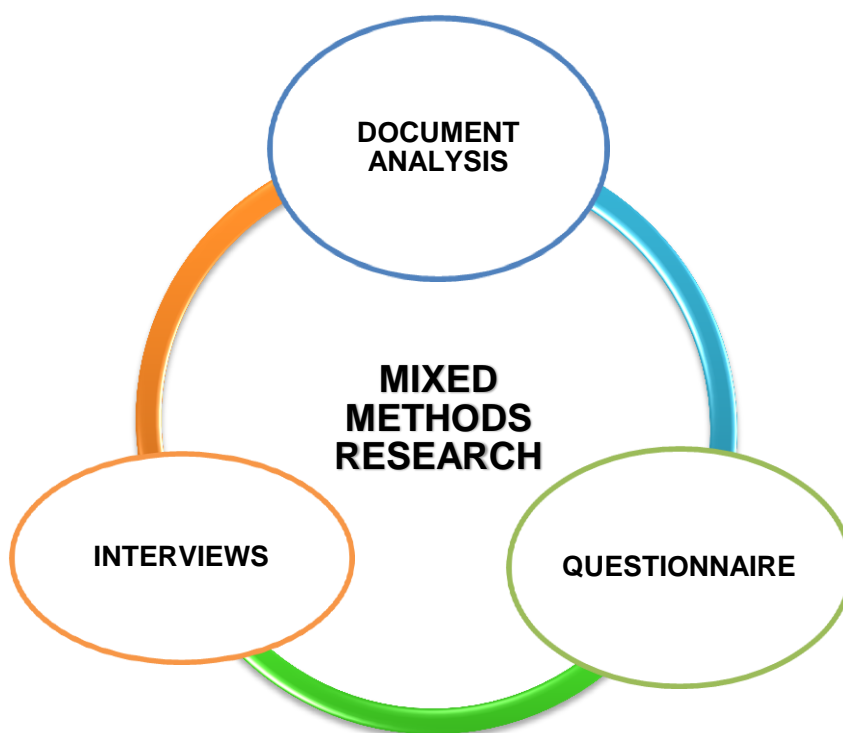 DOCUMENT
ANALYSIS
MIXED
METHODS
RESEARCH
INTERVIEWS
QUESTIONNAIRE